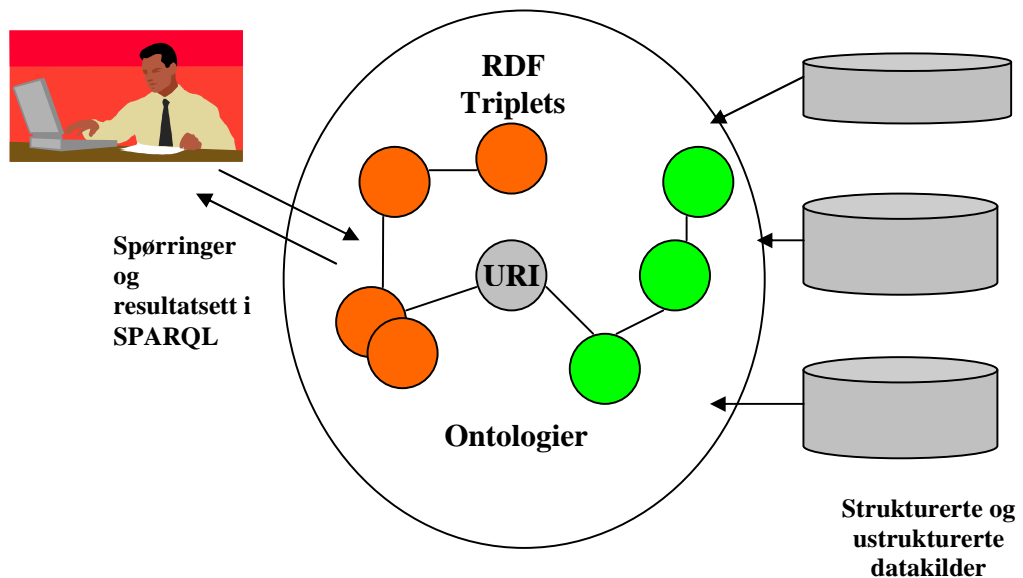 RDF
Triplets
Spørringer
og
resultatsett i
SPARQL
URI
Ontologier
Strukturerte og
ustrukturerte
datakilder